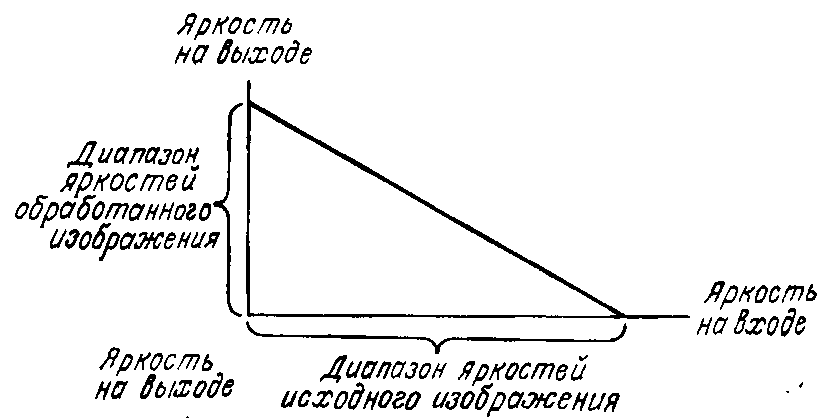 Яркость
на выходе
Диапазон
яркостей
обработанного
изображения
Яркость
на входе
Диапазон яркостей
исходного изображения
Яркость
на выходе